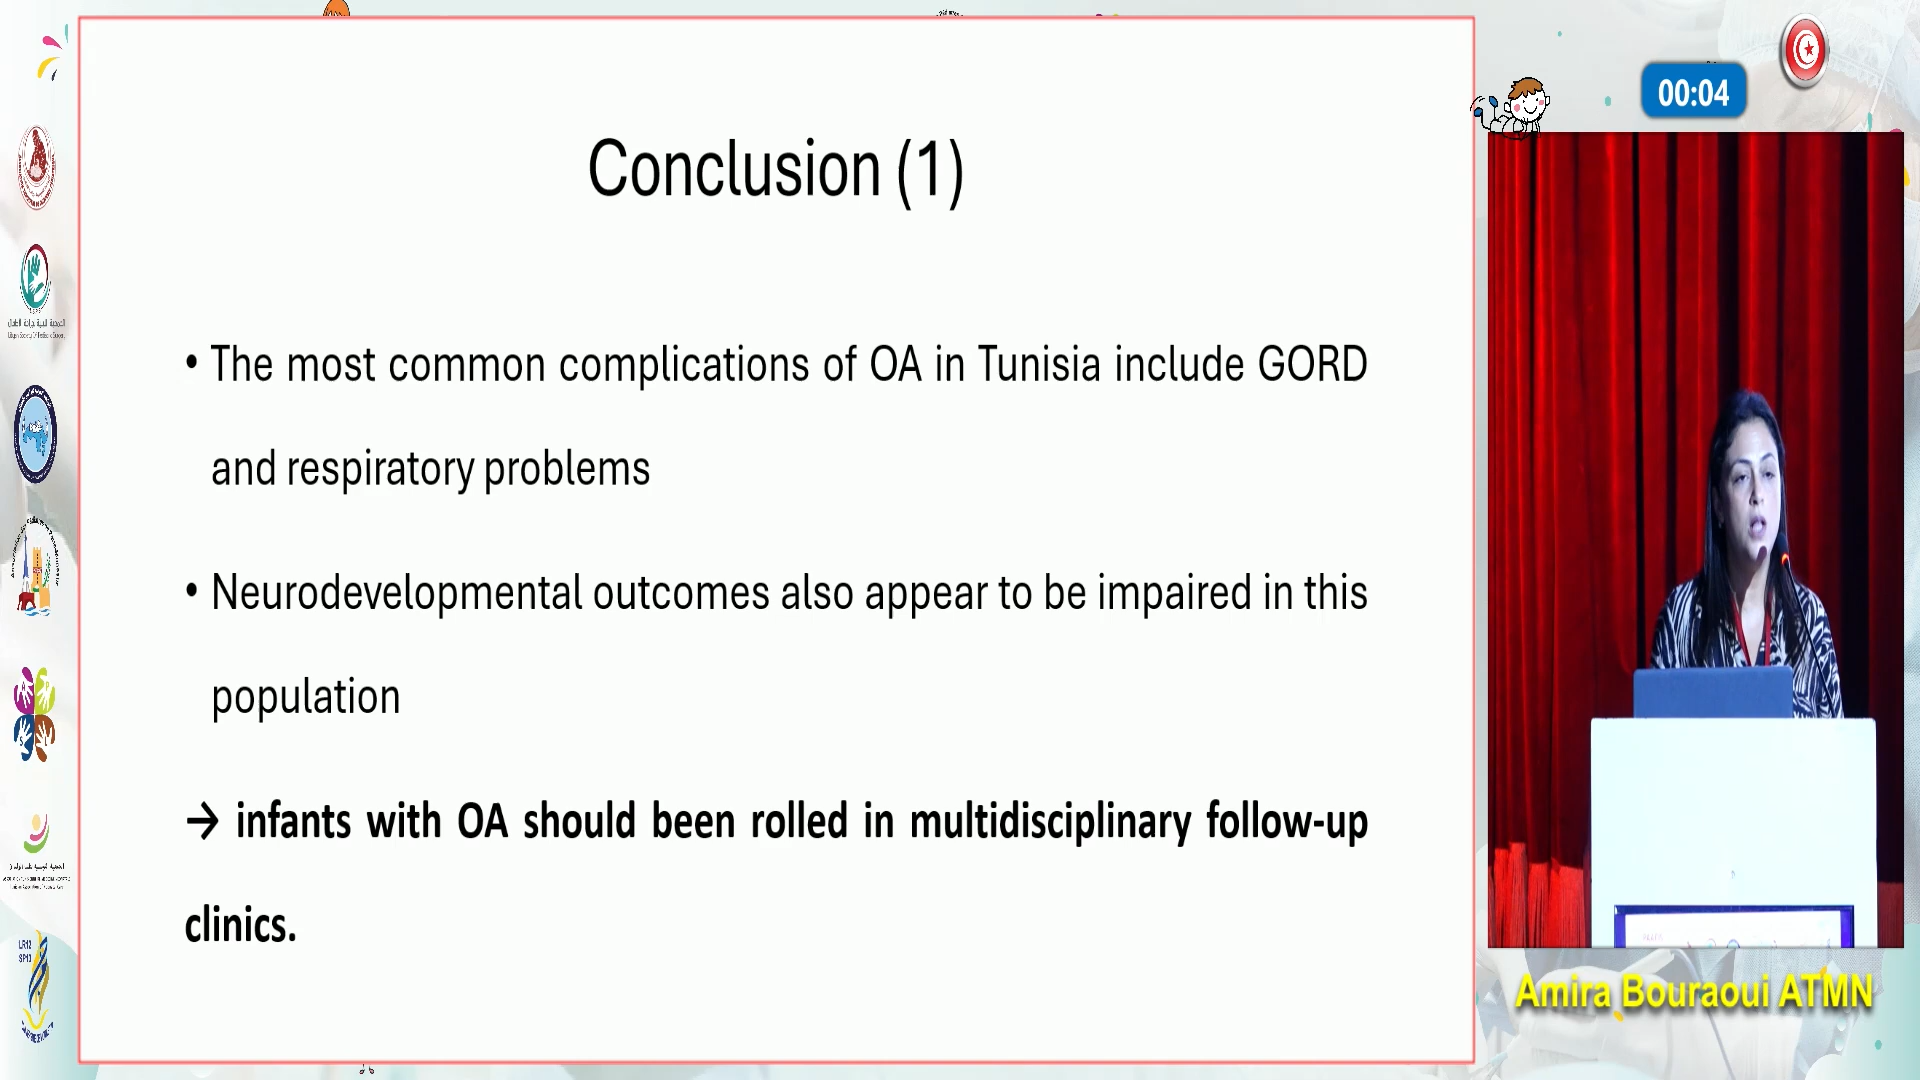 Conclusion (1)
• The most common complications of OA in Tunisia include GORD
and respiratory problems
• Neurodevelopmental outcomes also appear to be impaired in this
population
→ infants with OA should been rolled in multidisciplinary follow-up
clinics.
00:04
Amira Bouraoui ATMN
LR12
SP13